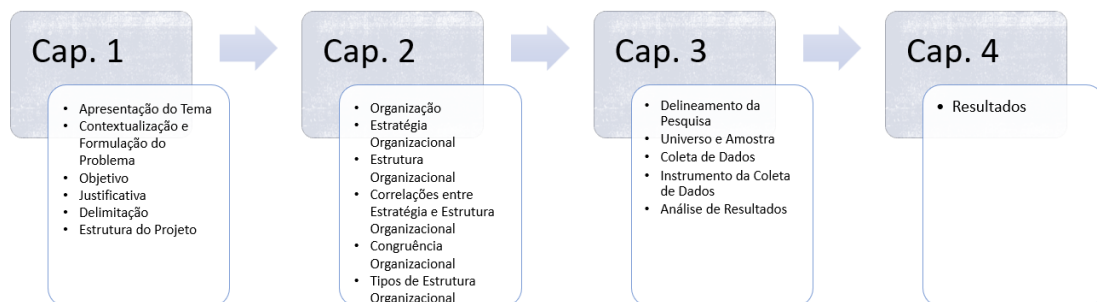 Cap. 1
• Apresentação do Tema
• Contextualização e
Formulação do
Problema
• Objetivo
• Justificativa
• Delimitação
• Estrutura do Projeto
Cap. 2
• Organização
• Estratégia
Organizacional
• Estrutura
Organizacional
• Correlações entre
Estratégia e Estrutura
Organizacional
• Congruência
Organizacional
• Tipos de Estrutura
Organizacional
Cap. 3
• Delineamento da
Pesquisa
• Universo e Amostra
• Coleta de Dados
• Instrumento da Coleta
de Dados
• Análise de Resultados
Cap. 4
• Resultados